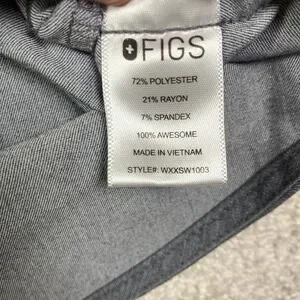 FIGS
72% POLYESTER
21% RAYON
7% SPANDEX
100% AWESOME
MADE IN VIETNAM
STYLE#: WXXSW1003